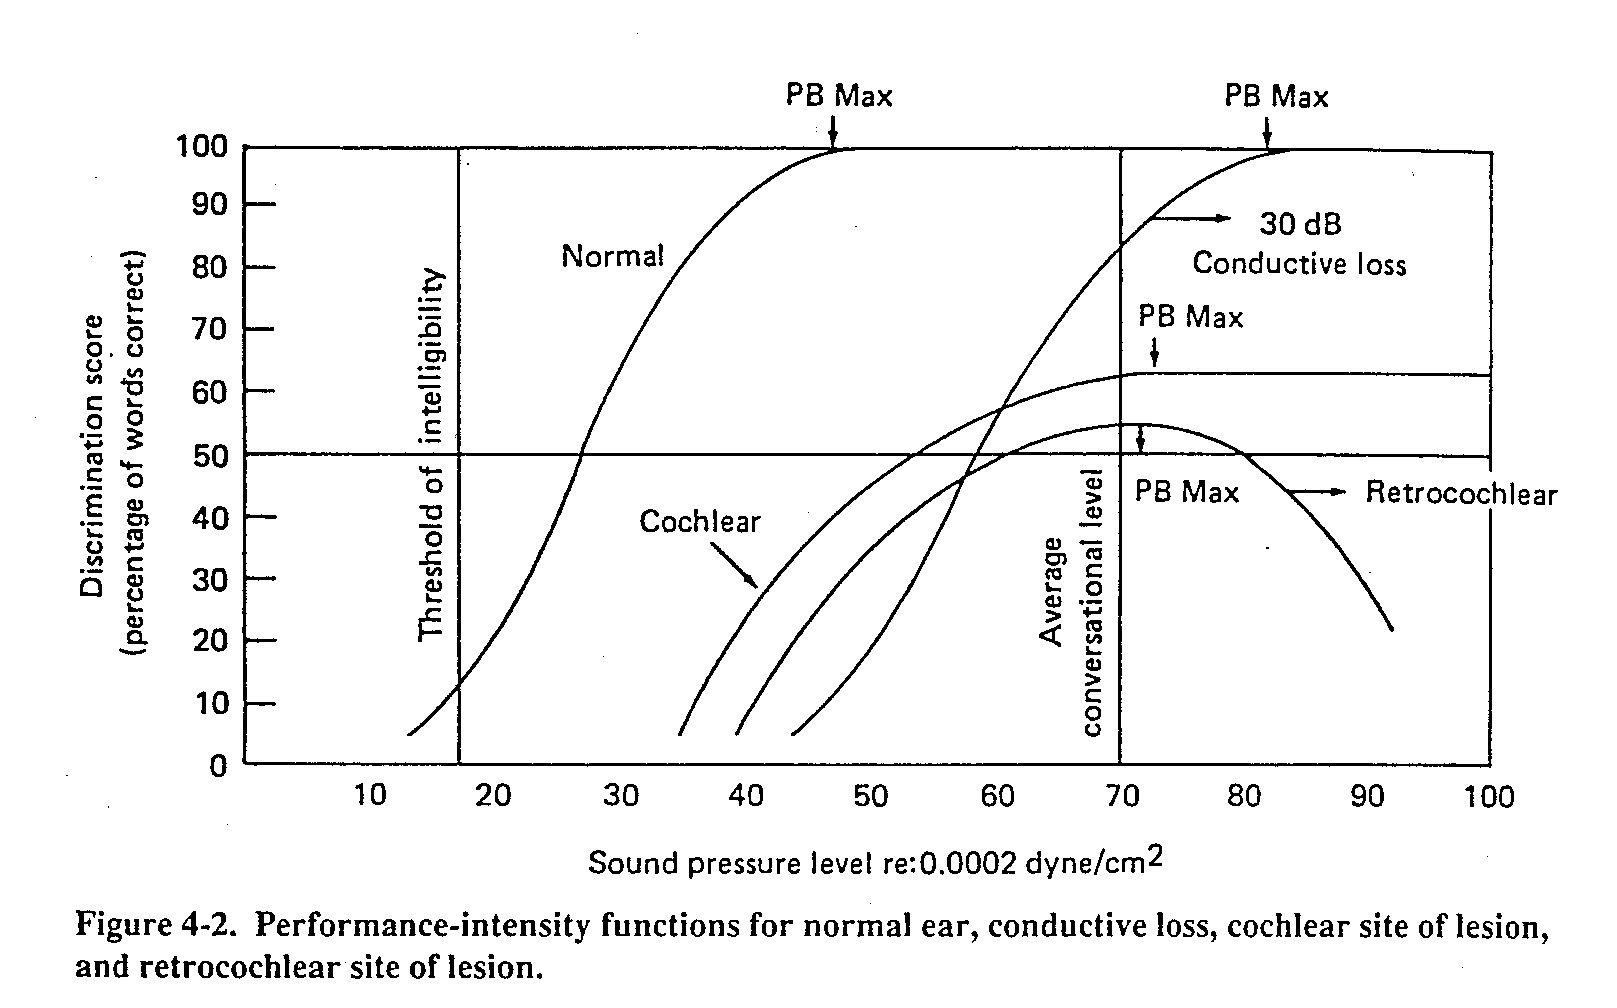 PB Max
PB Max
100
90
80
70
60
50
40
30
20
10
0
Discrimination score
(percentage of words correct)
Threshold of intelligibility
Normal
30 dB
Conductive loss
PB Max
Cochlear
PB Max
Retrocochlear
Average
conversational level
10 20 30 40 50 60 70 80 90 100
Sound pressure level re:0.0002 dyne/cm²
Figure 4-2. Performance-intensity functions for normal ear, conductive loss, cochlear site of lesion,
and retrocochlear site of lesion.